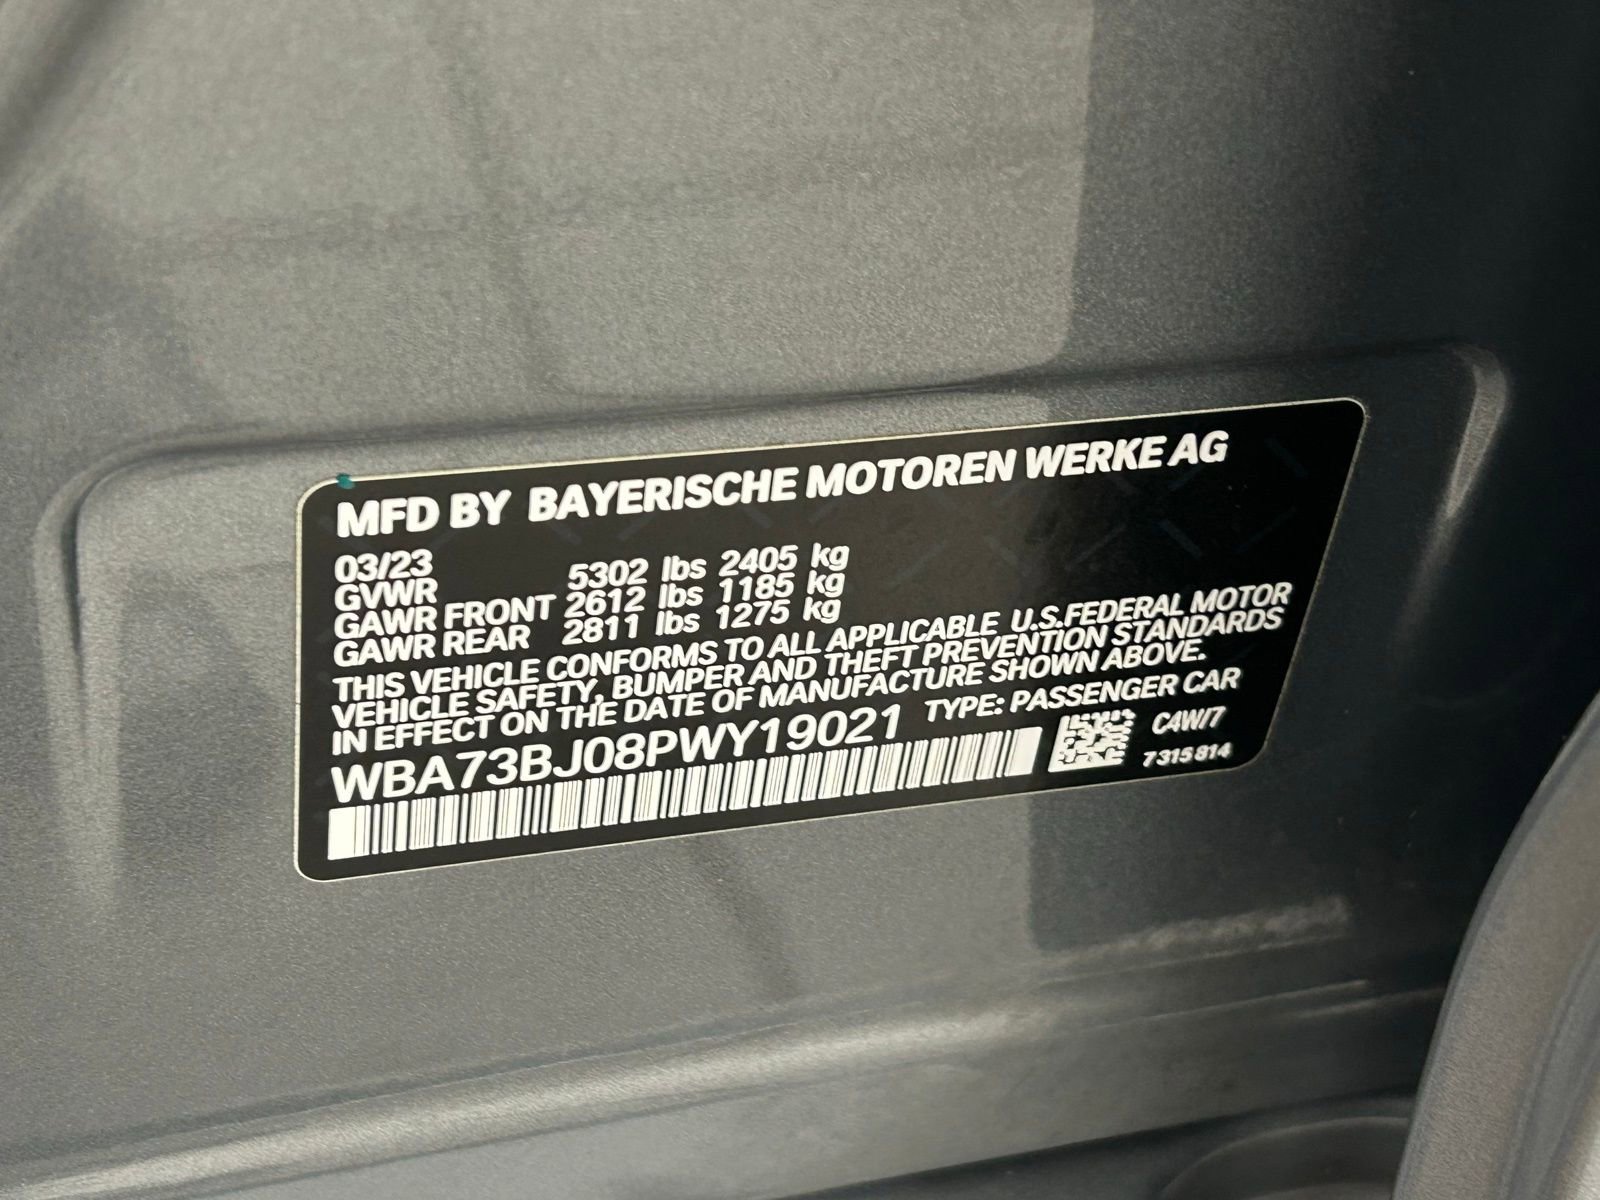 MFD BY BAYERISCHE MOTOREN WERKE AG
03/23
GVWR 5302 lbs 2405 kg
GAWR FRONT 2612 lbs 1185 kg
GAWR REAR 2811 lbs 1275 kg
THIS VEHICLE CONFORMS TO ALL APPLICABLE U.S.FEDERAL MOTOR
VEHICLE SAFETY, BUMPER AND THEFT PREVENTION STANDARDS
IN EFFECT ON THE DATE OF MANUFACTURE SHOWN ABOVE.
WBA73BJ08PWY19021 TYPE: PASSENGER CAR
C4W/7
7315814